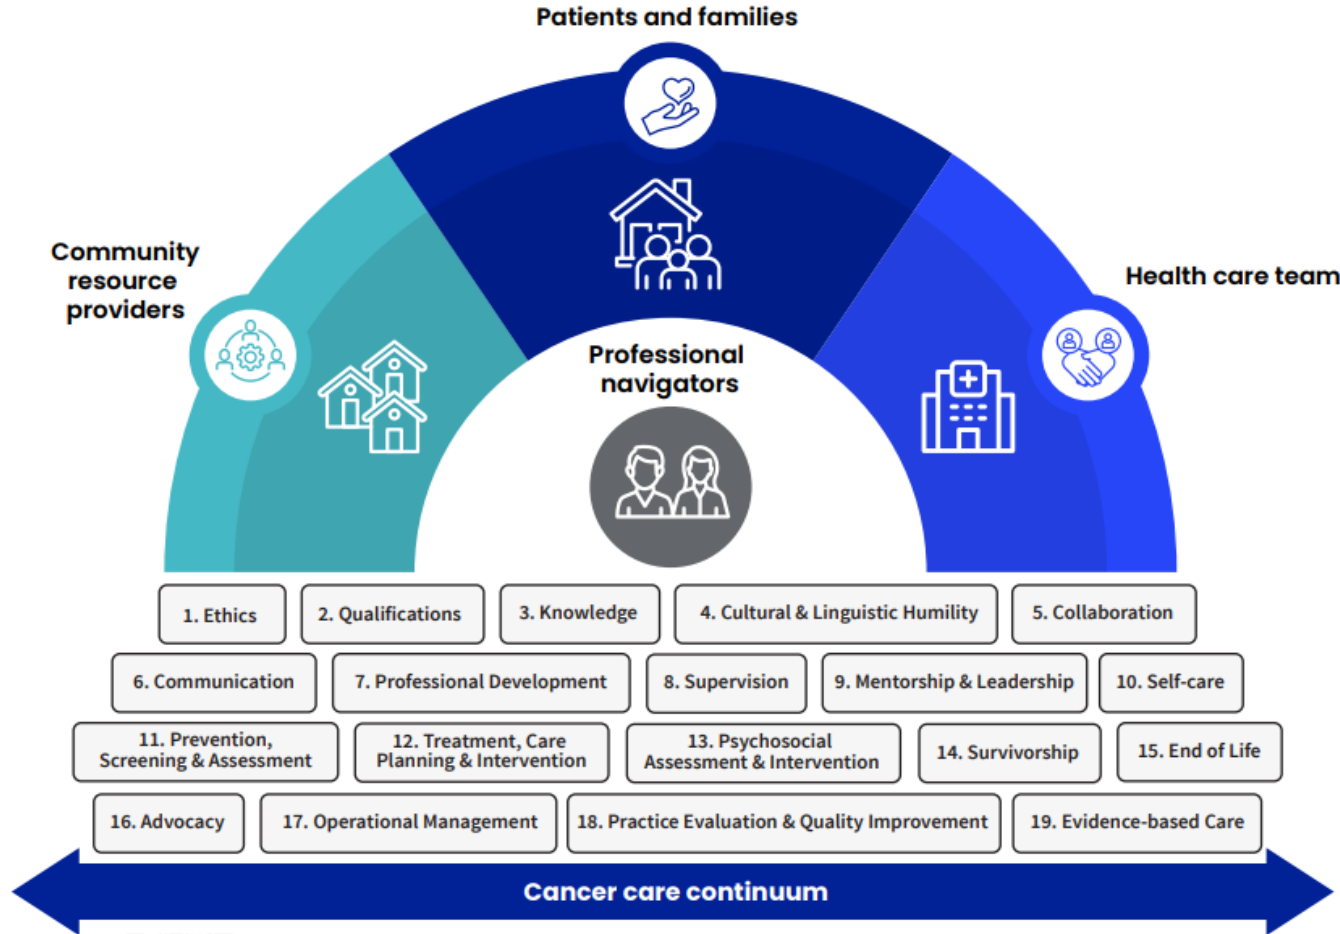 Patients and families
Community
resource
providers
Health care team
Professional
navigators
1. Ethics
2. Qualifications
3. Knowledge
4. Cultural & Linguistic Humility
5. Collaboration
6. Communication
7. Professional Development
8. Supervision
9. Mentorship & Leadership
10. Self-care
11. Prevention,
Screening & Assessment
12. Treatment, Care
Planning & Intervention
13. Psychosocial
Assessment & Intervention
14. Survivorship
15. End of Life
16. Advocacy
17. Operational Management
18. Practice Evaluation & Quality Improvement
19. Evidence-based Care
Cancer care continuum